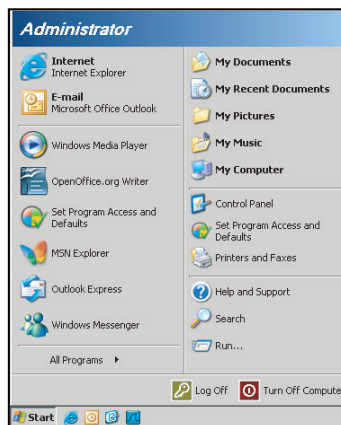 Administrator
Internet
Internet Explorer
E-mail
Microsoft Office Outlook
Windows Media Player
OpenOffice.org Writer
Set Program Access and
Defaults
MSN Explorer
Outlook Express
Windows Messenger
All Programs
My Documents
My Recent Documents
My Pictures
My Music
My Computer
Control Panel
Set Program Access and
Defaults
Printers and Faxes
Help and Support
Search
Run...
Log Off
Turn Off Compute
Start